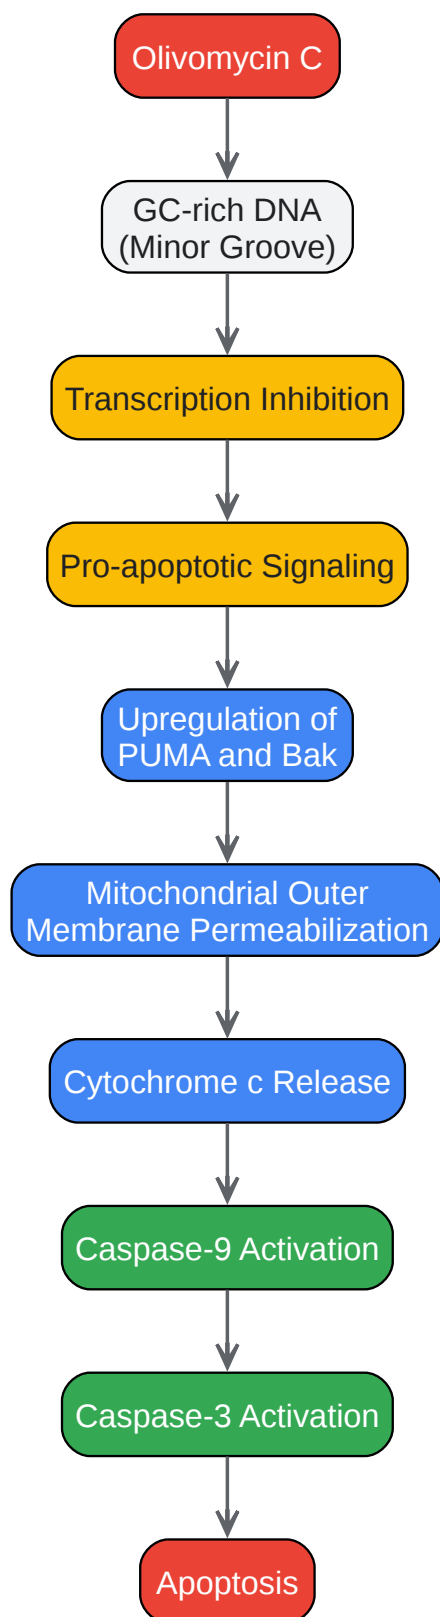 Olivomycin C
GC-rich DNA
(Minor Groove)
Transcription Inhibition
Pro-apoptotic Signaling
Upregulation of
PUMA and Bak
Mitochondrial Outer
Membrane Permeabilization
Cytochrome c Release
Caspase-9 Activation
Caspase-3 Activation
Apoptosis